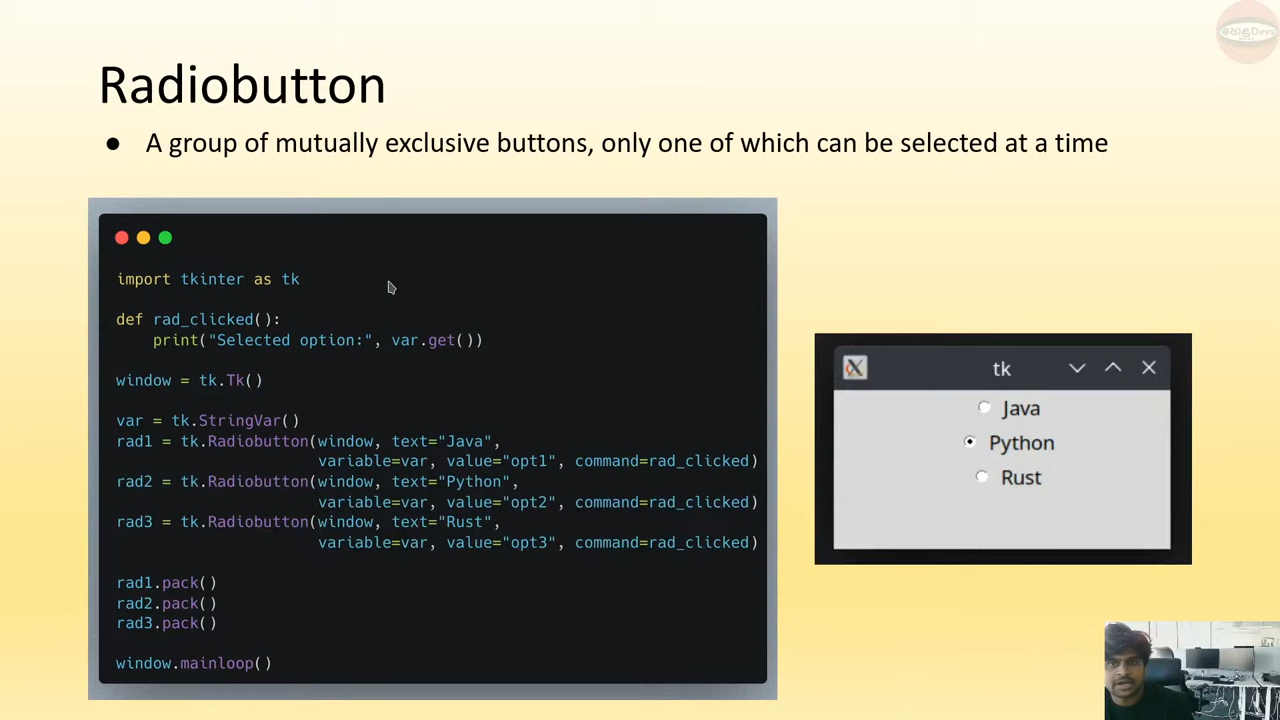 හෙළDevs
Radiobutton
● A group of mutually exclusive buttons, only one of which can be selected at a time
import tkinter as tk
def rad_clicked():
    print("Selected option:", var.get())
window = tk.Tk()
var = tk.StringVar()
rad1 = tk.Radiobutton(window, text="Java",
                      variable=var, value="opt1", command=rad_clicked)
rad2 = tk.Radiobutton(window, text="Python",
                      variable=var, value="opt2", command=rad_clicked)
rad3 = tk.Radiobutton(window, text="Rust",
                      variable=var, value="opt3", command=rad_clicked)
rad1.pack()
rad2.pack()
rad3.pack()
window.mainloop()
tk
Java
Python
Rust